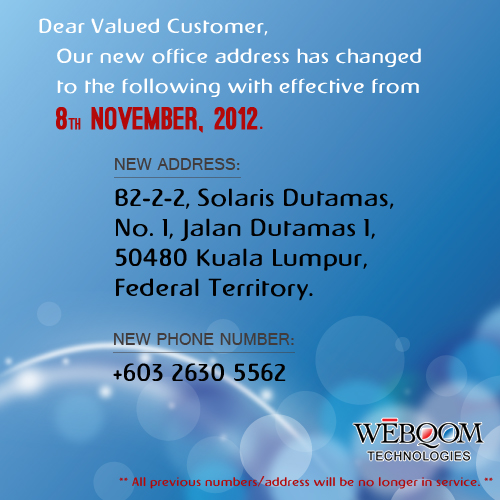 Dear Valued Customer,
Our new office address has changed
to the following with effective from
8TH NOVEMBER, 2012.
NEW ADDRESS:
B2-2-2, Solaris Dutamas,
No. 1, Jalan Dutamas 1,
50480 Kuala Lumpur,
Federal Territory.
NEW PHONE NUMBER:
+603 2630 5562
WĒBQOM
TECHNOLOGIES
** All previous numbers/address will be no longer in service. **